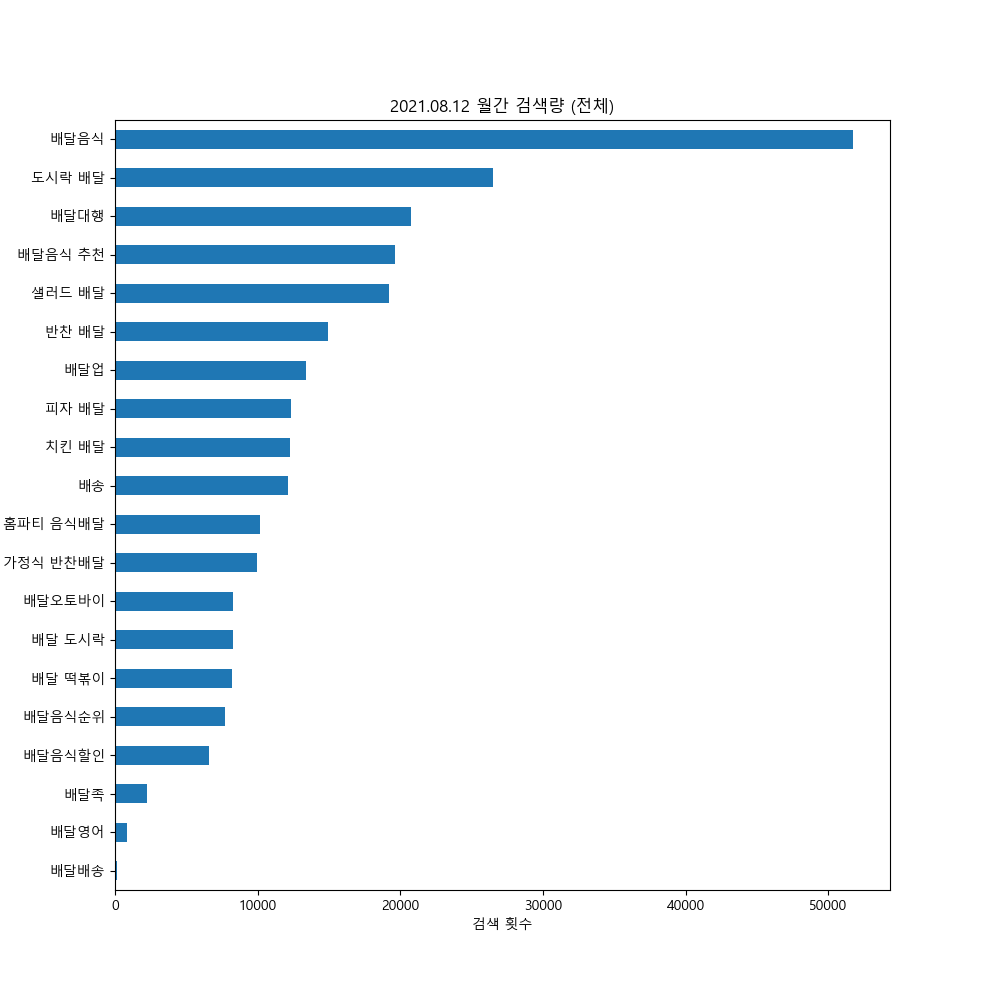 2021.08.12 월간 검색량 (전체)
배달음식
도시락 배달
배달대행
배달음식 추천
샐러드 배달
반찬 배달
배달업
피자 배달
치킨 배달
배송
홈파티 음식배달
가정식 반찬배달
배달오토바이
배달 도시락
배달 떡볶이
배달음식순위
배달음식할인
배달족
배달영어
배달배송
0 10000 20000 30000 40000 50000
검색 횟수